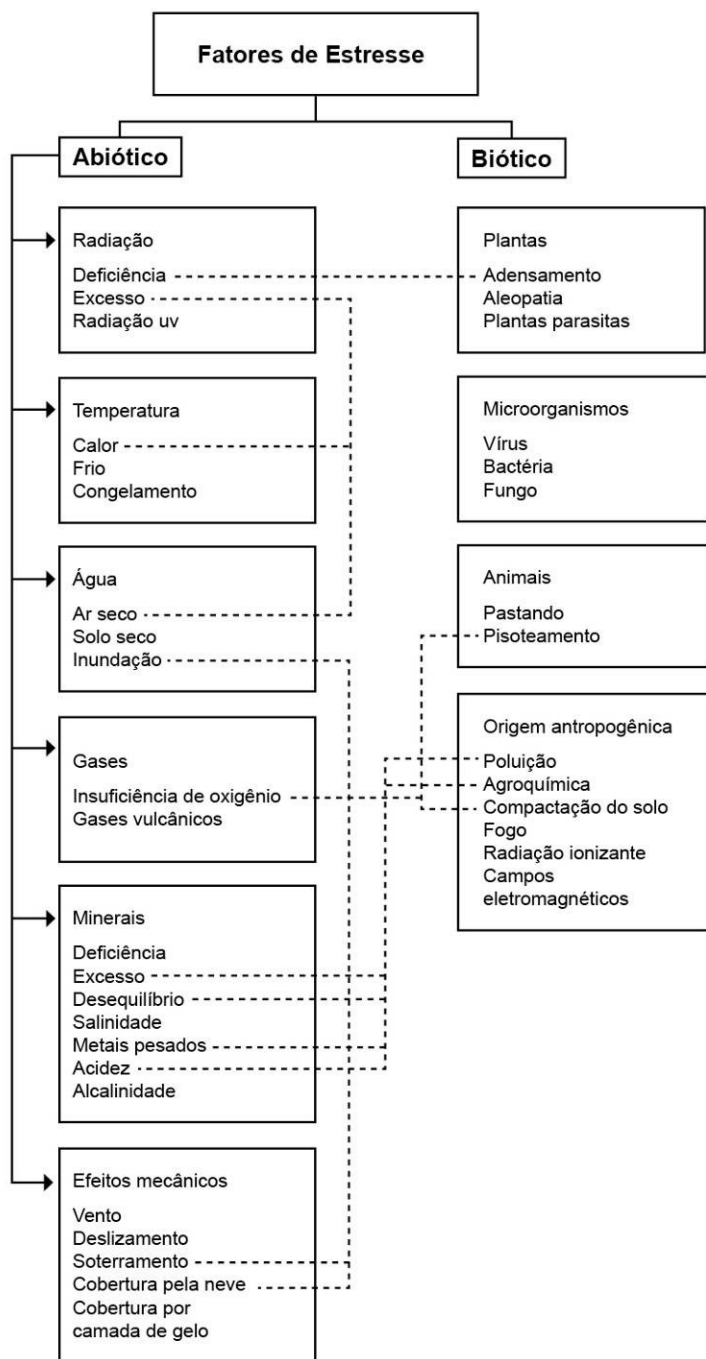 Fatores de Estresse
Abiótico
Radiação
Deficiência
Excesso
Radiação uv
Temperatura
Calor
Frio
Congelamento
Água
Ar seco
Solo seco
Inundação
Gases
Insuficiência de oxigênio
Gases vulcânicos
Minerais
Deficiência
Excesso
Desequilíbrio
Salinidade
Metais pesados
Acidez
Alcalinidade
Efeitos mecânicos
Vento
Deslizamento
Soterramento
Cobertura pela neve
Cobertura por
camada de gelo
Biótico
Plantas
Adensamento
Aleopatia
Plantas parasitas
Microorganismos
Vírus
Bactéria
Fungo
Animais
Pastando
Pisoteamento
Origem antropogênica
Poluição
Agroquímica
Compactação do solo
Fogo
Radiação ionizante
Campos
eletromagnéticos